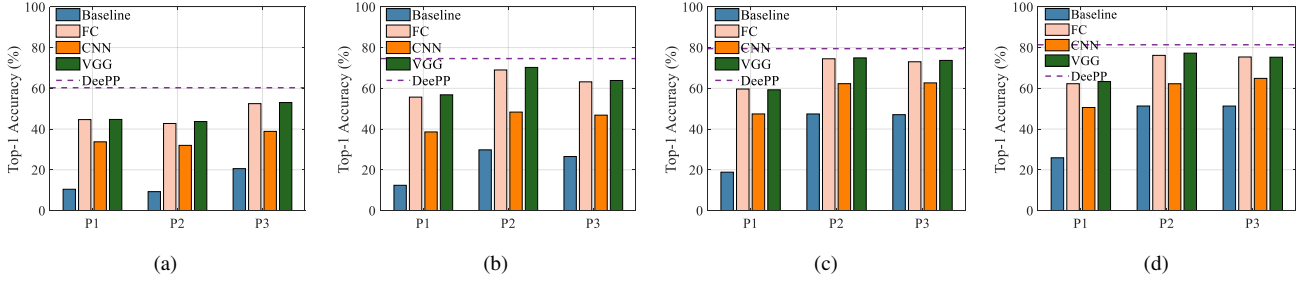 Top-1 Accuracy (%)
100
80
60
40
20
0
Baseline
FC
CNN
VGG
DeePP
P1
P2
P3
(a)
Top-1 Accuracy (%)
100
80
60
40
20
0
Baseline
FC
CNN
VGG
DeePP
P1
P2
P3
(b)
Top-1 Accuracy (%)
100
80
60
40
20
0
Baseline
FC
CNN
VGG
DeePP
P1
P2
P3
(c)
Top-1 Accuracy (%)
100
80
60
40
20
0
Baseline
FC
CNN
VGG
DeePP
P1
P2
P3
(d)